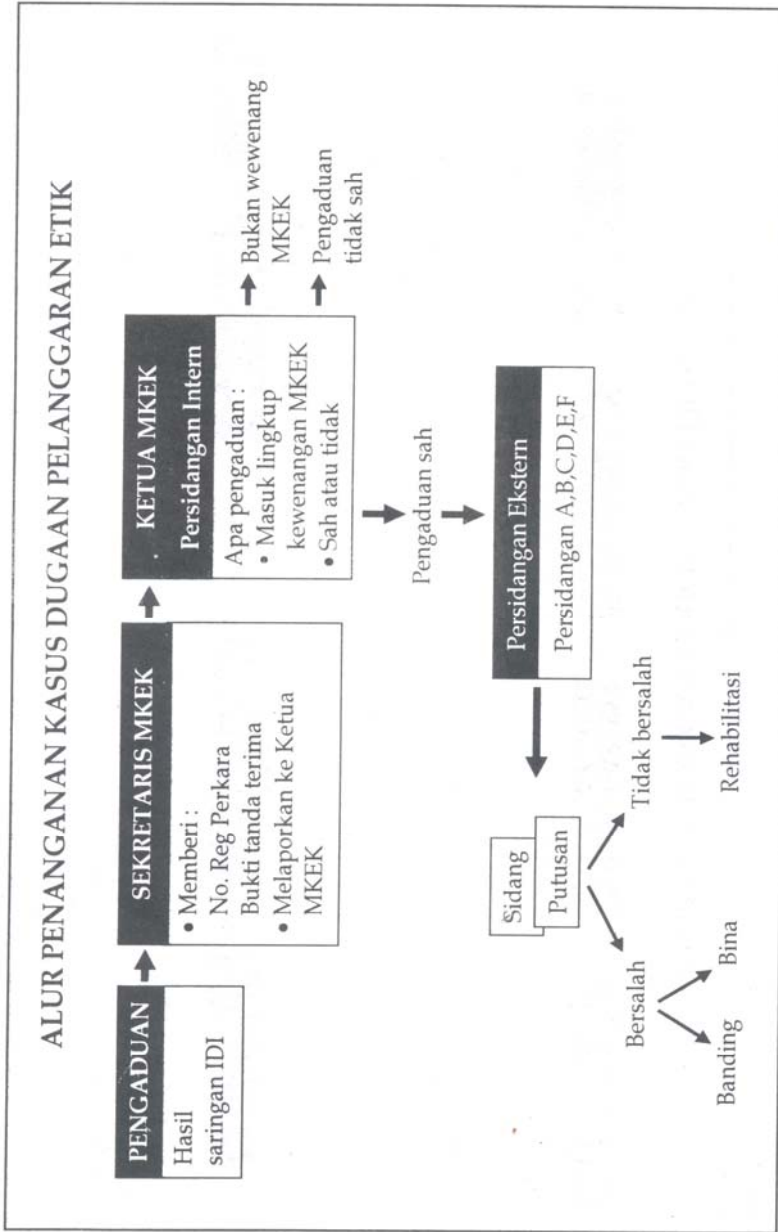 ALUR PENANGANAN KASUS DUGAAN PELANGGARAN ETIK
PENGADUAN
Hasil
saringan IDI
SEKRETARIS MKEK
• Memberi :
No. Reg Perkara
Bukti tanda terima
• Melaporkan ke Ketua
MKEK
KETUA MKEK
Persidangan Intern
Apa pengaduan :
• Masuk lingkup
kewenangan MKEK
• Sah atau tidak
Bukan wewenang
MKEK
Pengaduan
tidak sah
Pengaduan sah
Persidangan Ekstern
Persidangan A,B,C,D,E,F
Sidang
Putusan
Bersalah
Tidak bersalah
Banding
Bina
Rehabilitasi